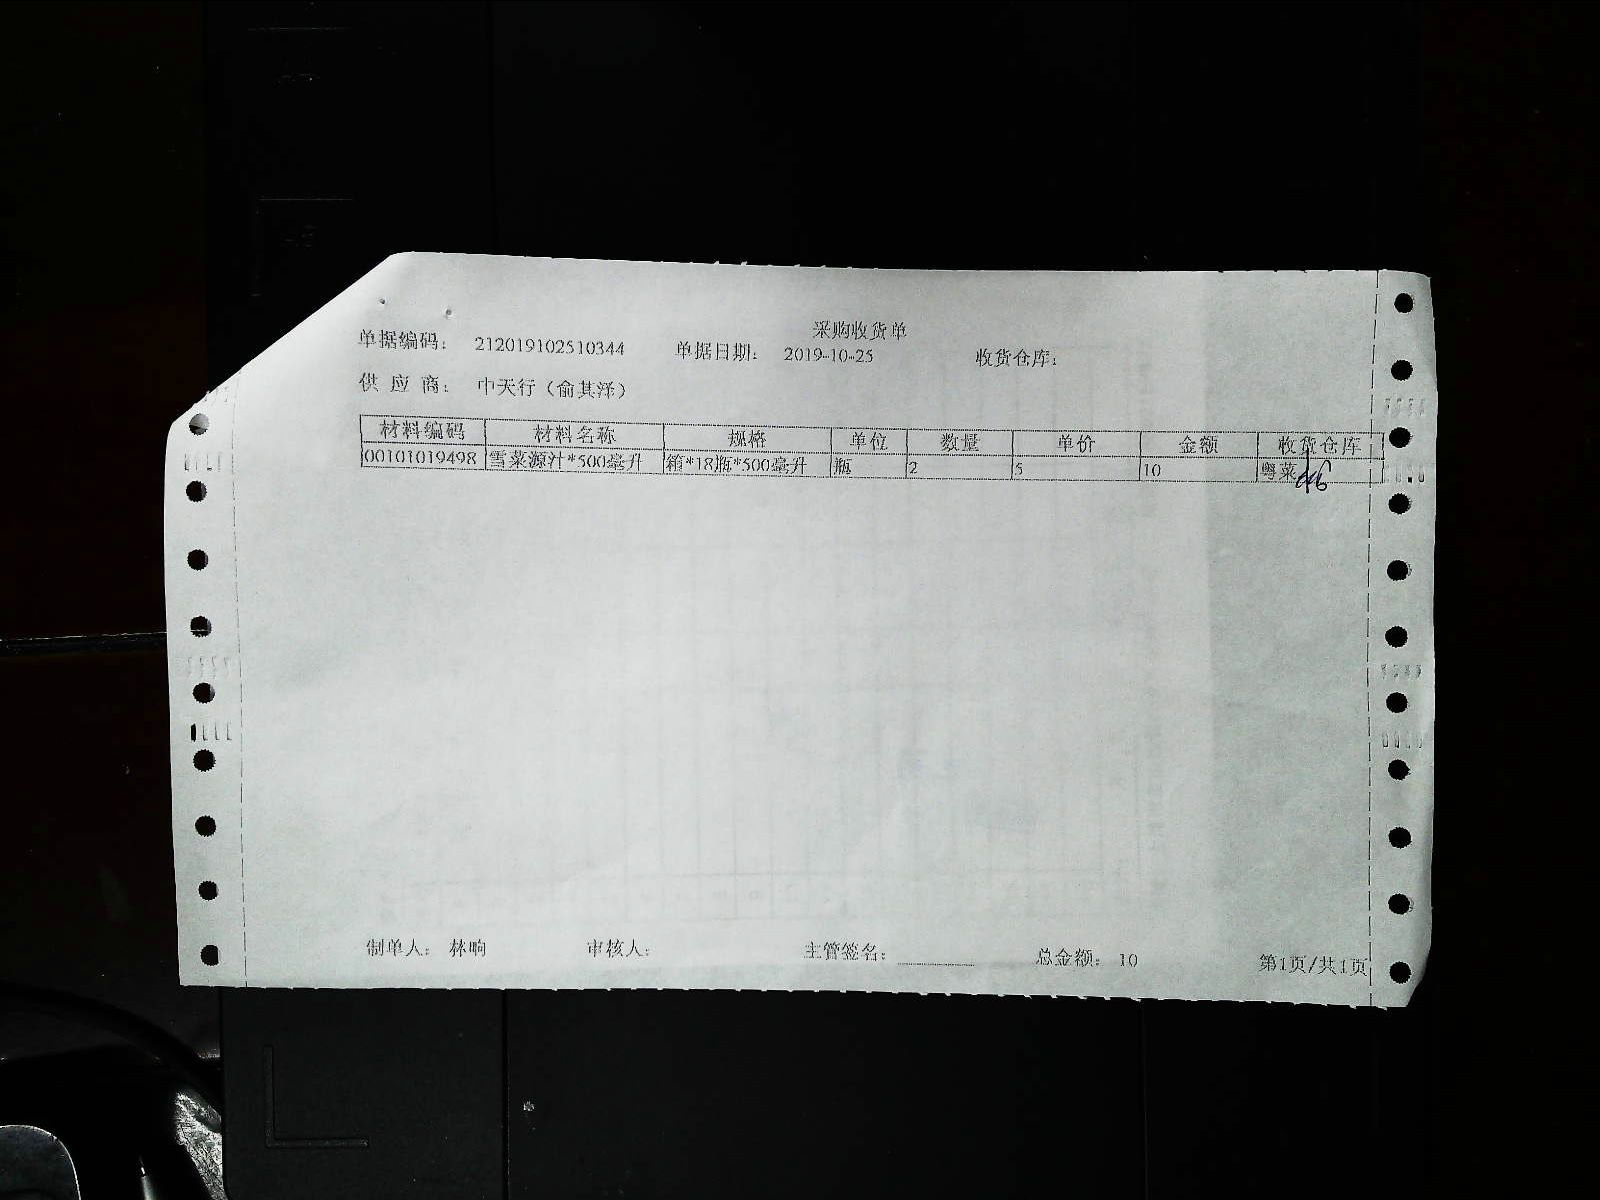 采购收货单
单据编码： 212019102510344 单据日期： 2019-10-25 收货仓库：
供 应 商： 中天行（俞其泽）
材料编码 材料名称 规格 单位 数量 单价 金额 收货仓库
00101019498 雪菜源汁*500毫升 箱*18瓶*500毫升 瓶 2 5 10 粤菜
制单人： 林响 审核人： 主管签名： 总金额： 10 第1页/共1页